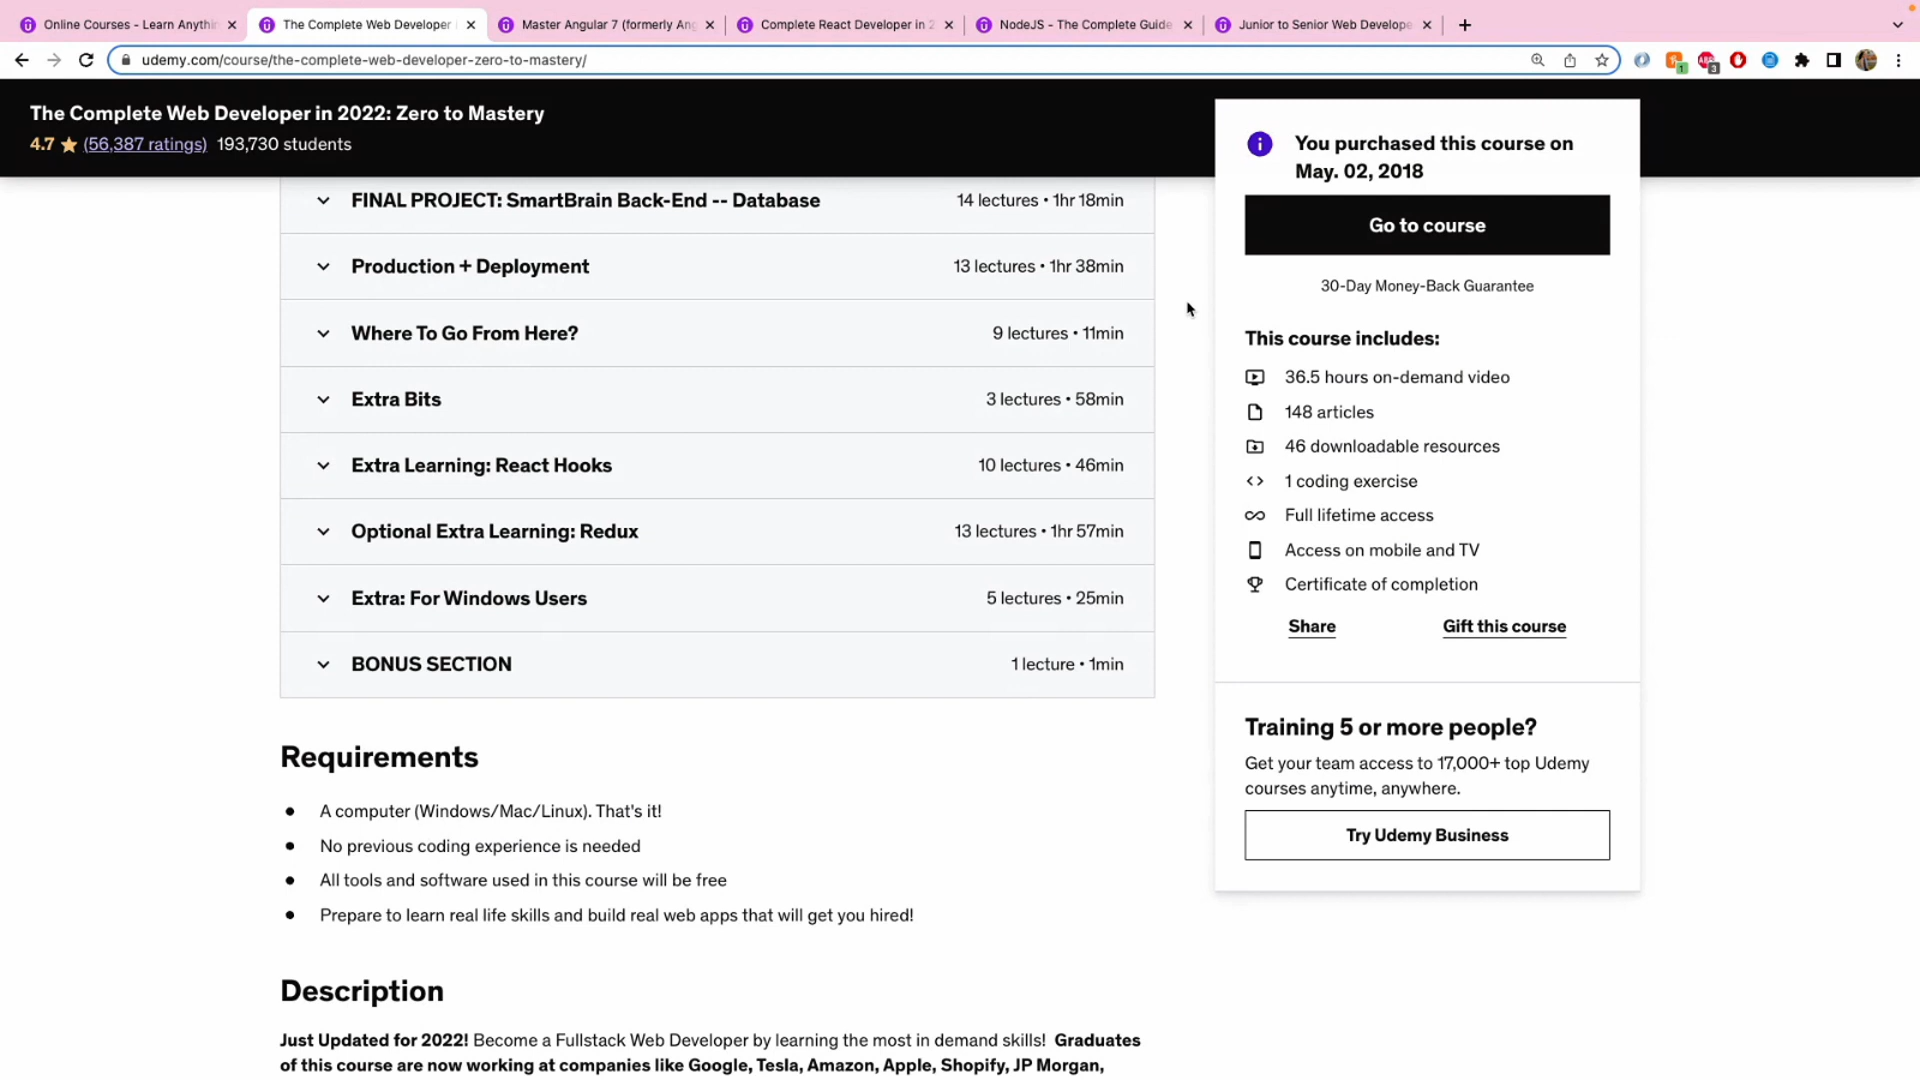 Online Courses - Learn Anythi
The Complete Web Developer
Master Angular 7 (formerly Ang
Complete React Developer in 2
NodeJS - The Complete Guide
Junior to Senior Web Develope
udemy.com/course/the-complete-web-developer-zero-to-mastery/
1
3
The Complete Web Developer in 2022: Zero to Mastery
4.7 (56,387 ratings) 193,730 students
FINAL PROJECT: SmartBrain Back-End -- Database 14 lectures • 1hr 18min
Production + Deployment 13 lectures • 1hr 38min
Where To Go From Here? 9 lectures • 11min
Extra Bits 3 lectures • 58min
Extra Learning: React Hooks 10 lectures • 46min
Optional Extra Learning: Redux 13 lectures • 1hr 57min
Extra: For Windows Users 5 lectures • 25min
BONUS SECTION 1 lecture • 1min
Requirements
• A computer (Windows/Mac/Linux). That's it!
• No previous coding experience is needed
• All tools and software used in this course will be free
• Prepare to learn real life skills and build real web apps that will get you hired!
Description
Just Updated for 2022! Become a Fullstack Web Developer by learning the most in demand skills! Graduates
of this course are now working at companies like Google, Tesla, Amazon, Apple, Shopify, JP Morgan,
You purchased this course on
May. 02, 2018
Go to course
30-Day Money-Back Guarantee
This course includes:
36.5 hours on-demand video
148 articles
46 downloadable resources
1 coding exercise
Full lifetime access
Access on mobile and TV
Certificate of completion
Share Gift this course
Training 5 or more people?
Get your team access to 17,000+ top Udemy
courses anytime, anywhere.
Try Udemy Business